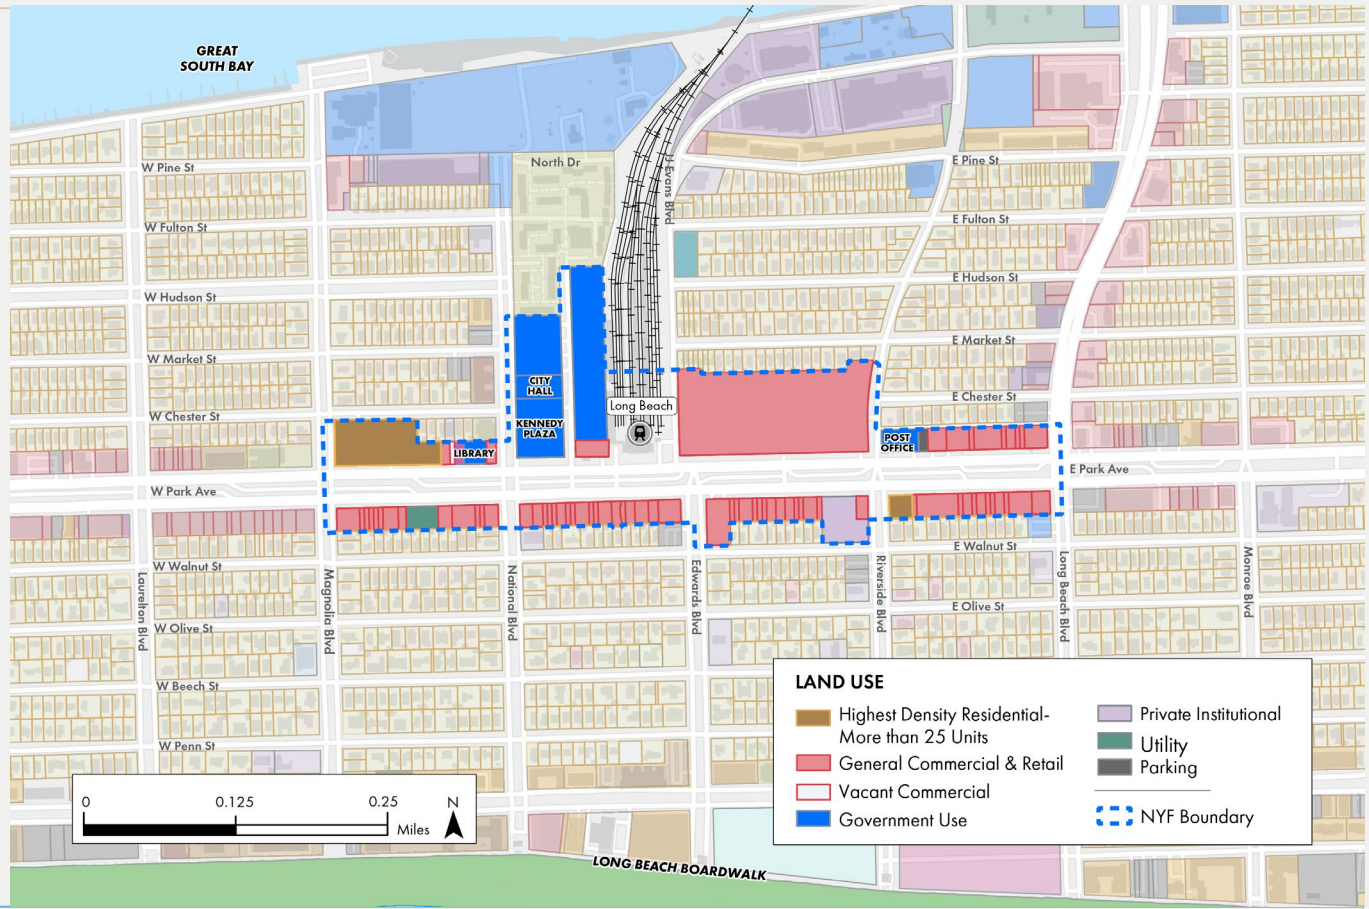 GREAT
SOUTH BAY
North Dr
W Pine St
E Pine St
J J Evans Blvd
W Fulton St
E Fulton St
E Hudson St
W Hudson St
E Market St
W Market St
CITY
HALL
E Chester St
Long Beach
W Chester St
KENNEDY
PLAZA
POST
OFFICE
LIBRARY
E Park Ave
W Park Ave
E Walnut St
W Walnut St
Laurelton Blvd
Magnolia Blvd
National Blvd
Edwards Blvd
Riverside Blvd
Long Beach Blvd
Monroe Blvd
E Olive St
W Olive St
W Beech St
W Penn St
LAND USE
Highest Density Residential-
More than 25 Units
General Commercial & Retail
Vacant Commercial
Government Use
Private Institutional
Utility
Parking
NYF Boundary
0 0.125 0.25 N
Miles
LONG BEACH BOARDWALK